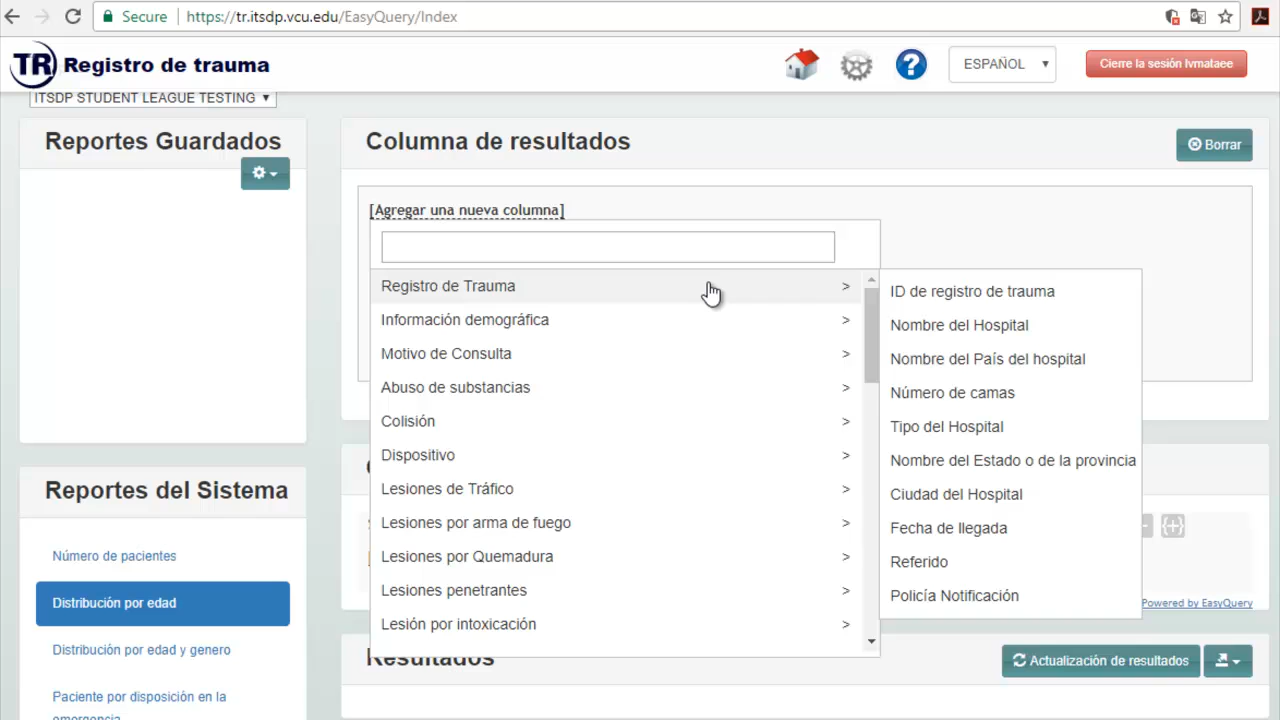 Secure https://tr.itsdp.vcu.edu/EasyQuery/Index
TR Registro de trauma
ESPAÑOL
Cierre la sesión lvmataee
ITSDP STUDENT LEAGUE TESTING
Reportes Guardados
Columna de resultados
Borrar
[Agregar una nueva columna]
Registro de Trauma >
Información demográfica >
Motivo de Consulta >
Abuso de substancias >
Colisión >
Dispositivo >
Lesiones de Tráfico >
Lesiones por arma de fuego >
Lesiones por Quemadura >
Lesiones penetrantes >
Lesión por intoxicación >
ID de registro de trauma
Nombre del Hospital
Nombre del País del hospital
Número de camas
Tipo del Hospital
Nombre del Estado o de la provincia
Ciudad del Hospital
Fecha de llegada
Referido
Policía Notificación
Powered by EasyQuery
Reportes del Sistema
Número de pacientes
Distribución por edad
Distribución por edad y genero
Paciente por disposición en la
emergencia
Resultados
Actualización de resultados